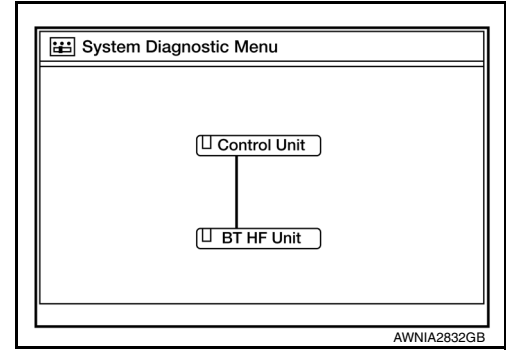 System Diagnostic Menu
Control Unit
BT HF Unit
AWNIA2832GB